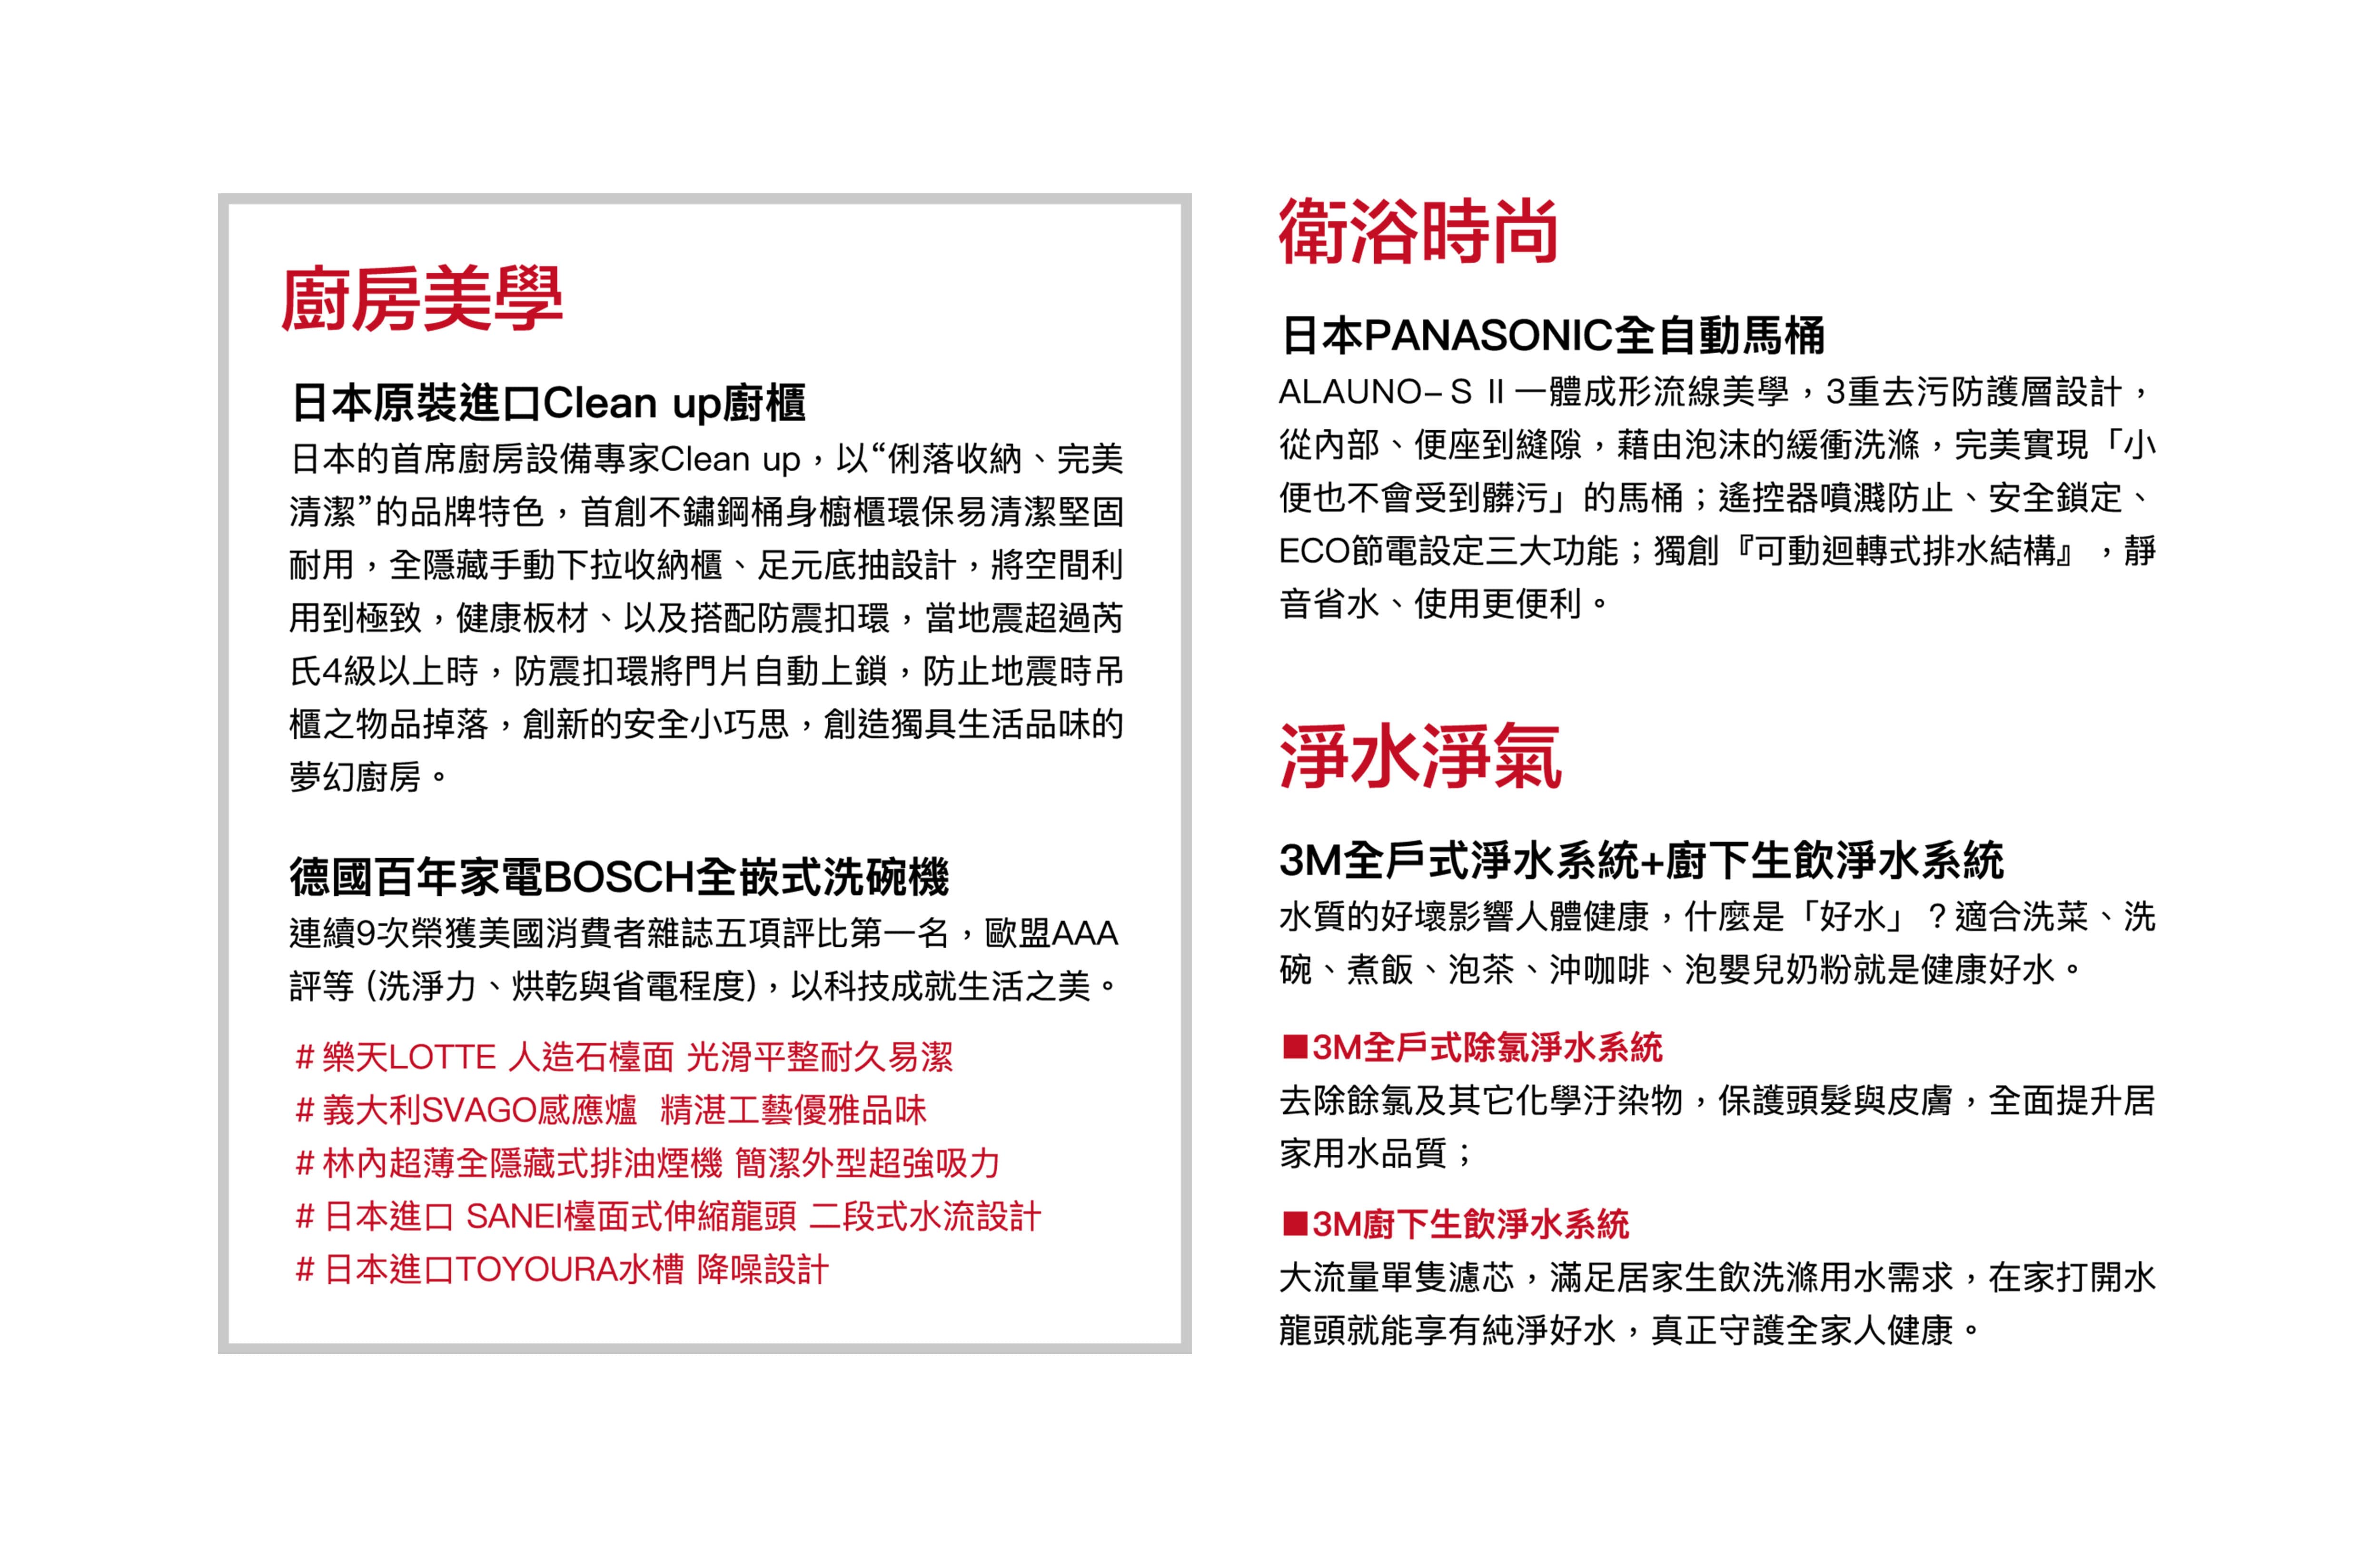 廚房美學
日本原裝進口Clean up廚櫃
日本的首席廚房設備專家Clean up，以“俐落收納、完美
清潔”的品牌特色，首創不鏽鋼桶身櫥櫃環保易清潔堅固
耐用，全隱藏手動下拉收納櫃、足元底抽設計，將空間利
用到極致，健康板材、以及搭配防震扣環，當地震超過芮
氏4級以上時，防震扣環將門片自動上鎖，防止地震時吊
櫃之物品掉落，創新的安全小巧思，創造獨具生活品味的
夢幻廚房。
德國百年家電BOSCH全嵌式洗碗機
連續9次榮獲美國消費者雜誌五項評比第一名，歐盟AAA
評等 (洗淨力、烘乾與省電程度)，以科技成就生活之美。
# 樂天LOTTE 人造石檯面 光滑平整耐久易潔
# 義大利SVAGO感應爐 精湛工藝優雅品味
# 林內超薄全隱藏式排油煙機 簡潔外型超強吸力
# 日本進口 SANEI檯面式伸縮龍頭 二段式水流設計
# 日本進口TOYOURA水槽 降噪設計
衛浴時尚
日本PANASONIC全自動馬桶
ALAUNO– S II 一體成形流線美學，3重去污防護層設計，
從內部、便座到縫隙，藉由泡沫的緩衝洗滌，完美實現「小
便也不會受到髒污」的馬桶；遙控器噴濺防止、安全鎖定、
ECO節電設定三大功能；獨創『可動迴轉式排水結構』，靜
音省水、使用更便利。
淨水淨氣
3M全戶式淨水系統+廚下生飲淨水系統
水質的好壞影響人體健康，什麼是「好水」？適合洗菜、洗
碗、煮飯、泡茶、沖咖啡、泡嬰兒奶粉就是健康好水。
■3M全戶式除氯淨水系統
去除餘氯及其它化學汙染物，保護頭髮與皮膚，全面提升居
家用水品質；
■3M廚下生飲淨水系統
大流量單隻濾芯，滿足居家生飲洗滌用水需求，在家打開水
龍頭就能享有純淨好水，真正守護全家人健康。